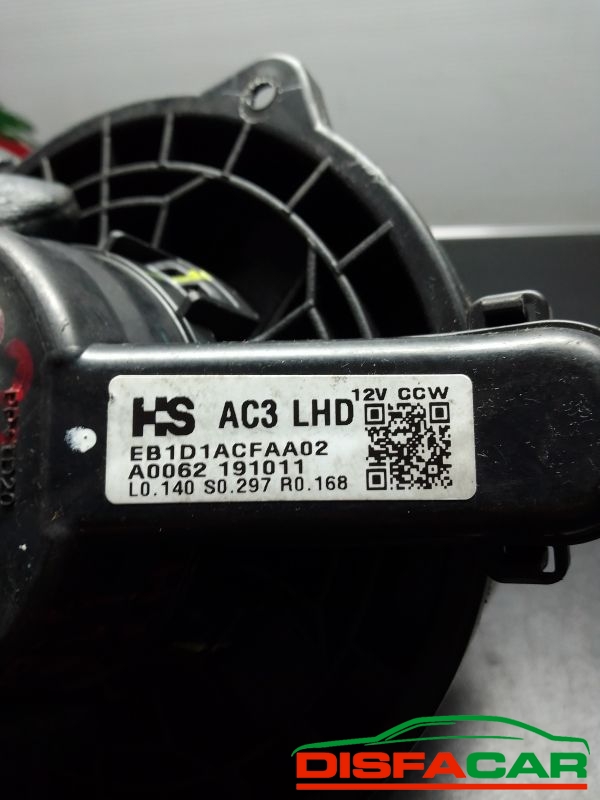 12V CCW
HS AC3 LHD
EB1D1ACFAA02
A0062 191011
L0.140 S0.297 R0.168
DISFACAR